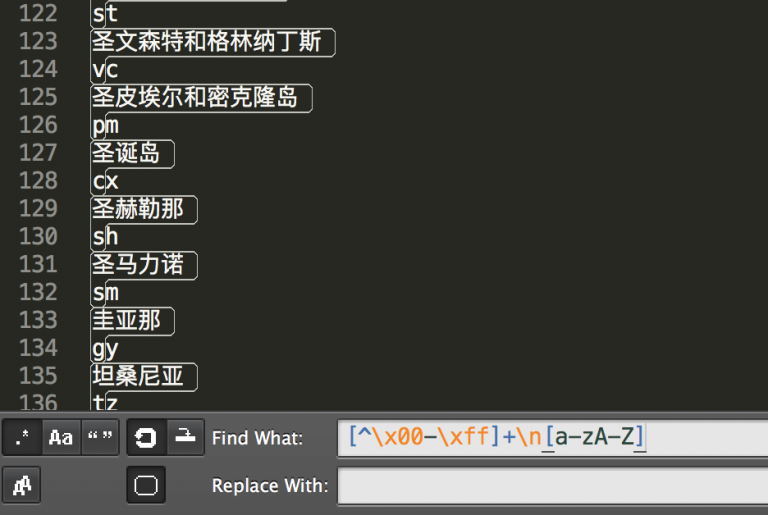 122 st
123 圣文森特和格林纳丁斯
124 vc
125 圣皮埃尔和密克隆岛
126 pm
127 圣诞岛
128 cx
129 圣赫勒那
130 sh
131 圣马力诺
132 sm
133 圭亚那
134 gy
135 坦桑尼亚
136 tz
.* Aa “ ” Find What: [^\x00-\xff]+\n[a-zA-Z]
Replace With: